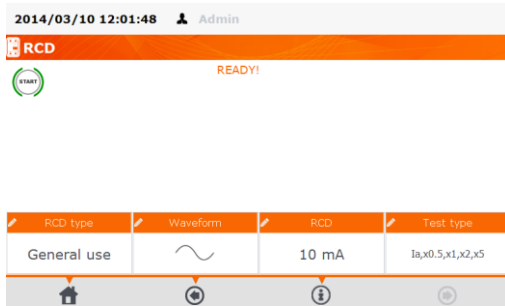 2014/03/10 12:01:48 Admin
RCD
READY!
START
RCD type Waveform RCD Test type
General use 10 mA Ia,x0.5,x1,x2,x5